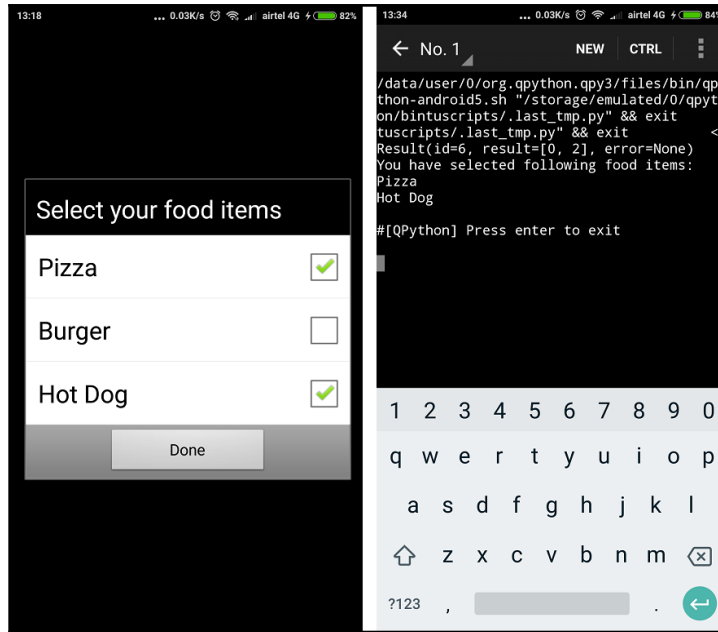 13:18 ... 0.03K/s airtel 4G 82%
Select your food items
Pizza
Burger
Hot Dog
Done
13:34 ... 0.03K/s airtel 4G 84%
No. 1 NEW CTRL
/data/user/0/org.qpython.qpy3/files/bin/qp
thon-android5.sh "/storage/emulated/0/qpyt
on/bintuscripts/.last_tmp.py" && exit
tuscripts/.last_tmp.py" && exit <
Result(id=6, result=[0, 2], error=None)
You have selected following food items:
Pizza
Hot Dog
#[QPython] Press enter to exit
1 2 3 4 5 6 7 8 9 0
q w e r t y u i o p
a s d f g h j k l
z x c v b n m
?123 , .